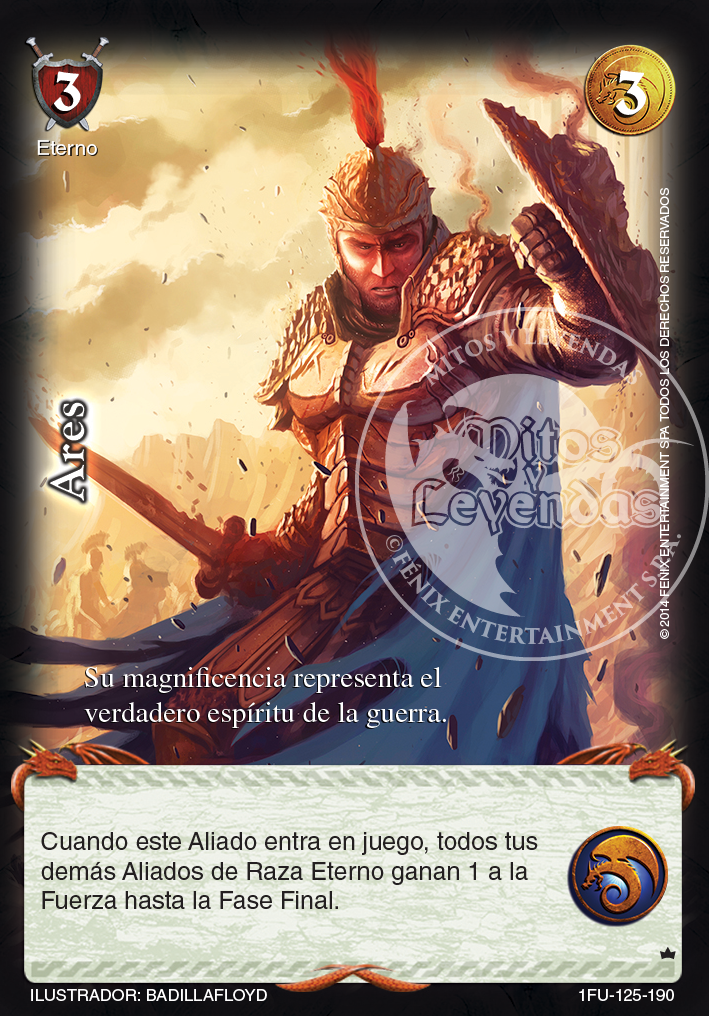 3
3
Eterno
Ares
MITOS Y LEYENDAS
Mitos
y
Leyendas
© FÉNIX ENTERTAINMENT S.P.A.
© 2014 FÉNIX ENTERTAINMENT SPA TODOS LOS DERECHOS RESERVADOS
Su magnificencia representa el
verdadero espíritu de la guerra.
Cuando este Aliado entra en juego, todos tus
demás Aliados de Raza Eterno ganan 1 a la
Fuerza hasta la Fase Final.
ILUSTRADOR: BADILLAFLOYD
1FU-125-190